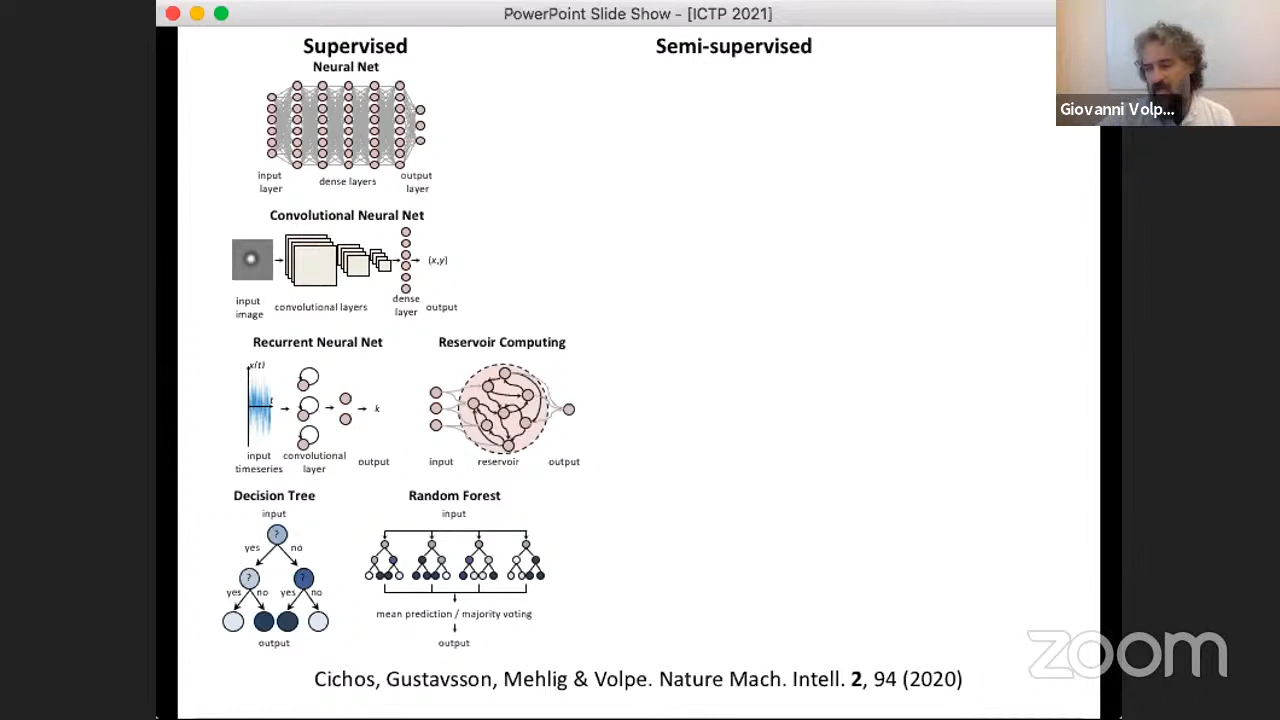 PowerPoint Slide Show - [ICTP 2021]
Giovanni Volp...
Supervised
Semi-supervised
Neural Net
input
layer
dense layers
output
layer
Convolutional Neural Net
(x,y)
input
image
convolutional layers
dense
layer
output
Recurrent Neural Net
x(t)
t
k
input
timeseries
convolutional
layer
output
Reservoir Computing
input
reservoir
output
Decision Tree
input
?
yes
no
?
?
yes
no
yes
no
output
Random Forest
input
mean prediction / majority voting
output
Cichos, Gustavsson, Mehlig & Volpe. Nature Mach. Intell. 2, 94 (2020)
zoom